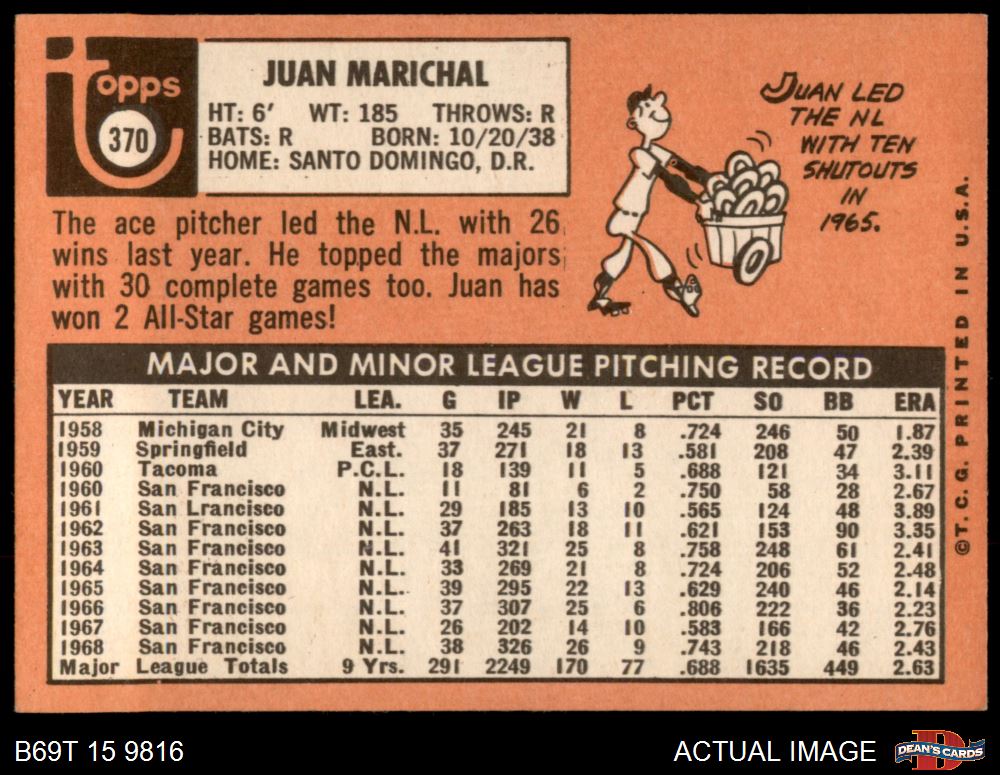 Topps
370
JUAN MARICHAL
HT: 6' WT: 185 THROWS: R
BATS: R BORN: 10/20/38
HOME: SANTO DOMINGO, D.R.
The ace pitcher led the N.L. with 26
wins last year. He topped the majors
with 30 complete games too. Juan has
won 2 All-Star games!
JUAN LED
THE NL
WITH TEN
SHUTOUTS
IN
1965.
MAJOR AND MINOR LEAGUE PITCHING RECORD
YEAR TEAM LEA. G IP W L PCT SO BB ERA
1958 Michigan City Midwest 35 245 21 8 .724 246 50 1.87
1959 Springfield East. 37 271 18 13 .581 208 47 2.39
1960 Tacoma P.C.L. 18 139 11 5 .688 121 34 3.11
1960 San Francisco N.L. 11 81 6 2 .750 58 28 2.67
1961 San Lrancisco N.L. 29 185 13 10 .565 124 48 3.89
1962 San Francisco N.L. 37 263 18 11 .621 153 90 3.35
1963 San Francisco N.L. 41 321 25 8 .758 248 61 2.41
1964 San Francisco N.L. 33 269 21 8 .724 206 52 2.48
1965 San Francisco N.L. 39 295 22 13 .629 240 46 2.14
1966 San Francisco N.L. 37 307 25 6 .806 222 36 2.23
1967 San Francisco N.L. 26 202 14 10 .583 166 42 2.76
1968 San Francisco N.L. 38 326 26 9 .743 218 46 2.43
Major League Totals 9 Yrs. 291 2249 170 77 .688 1635 449 2.63
©T.C.G. PRINTED IN U.S.A.
B69T 15 9816
ACTUAL IMAGE
DEAN'S CARDS